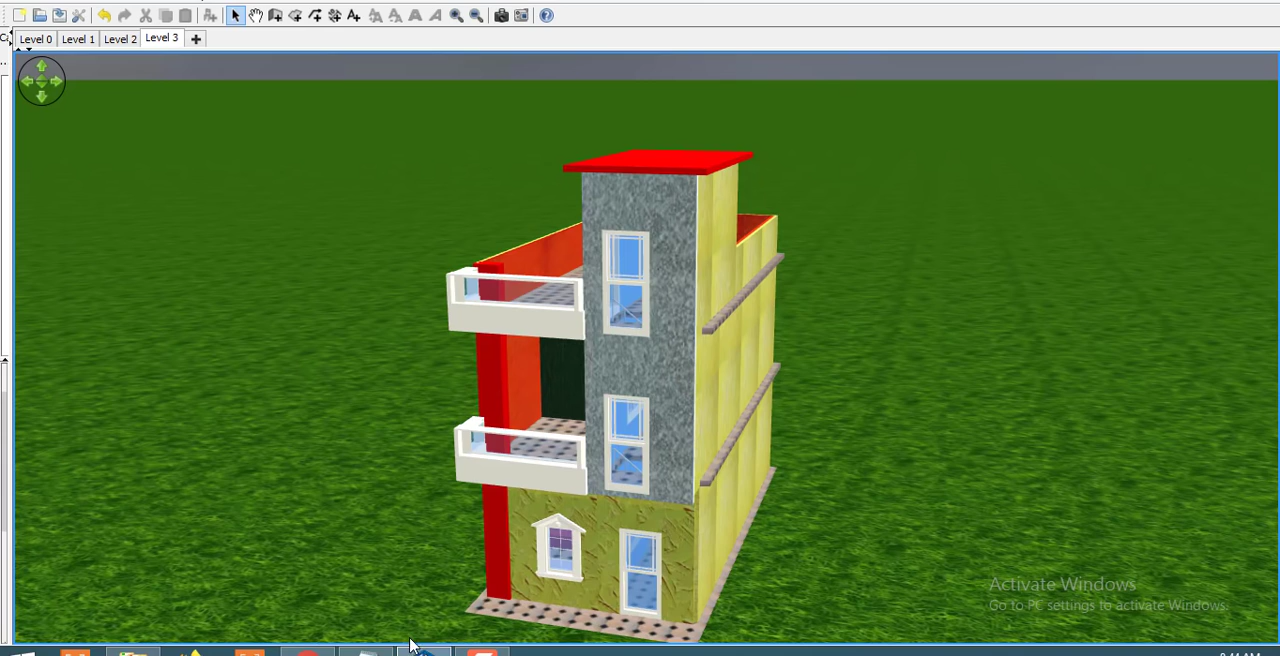 Level 0 Level 1 Level 2 Level 3
Activate Windows
Go to PC settings to activate Windows.